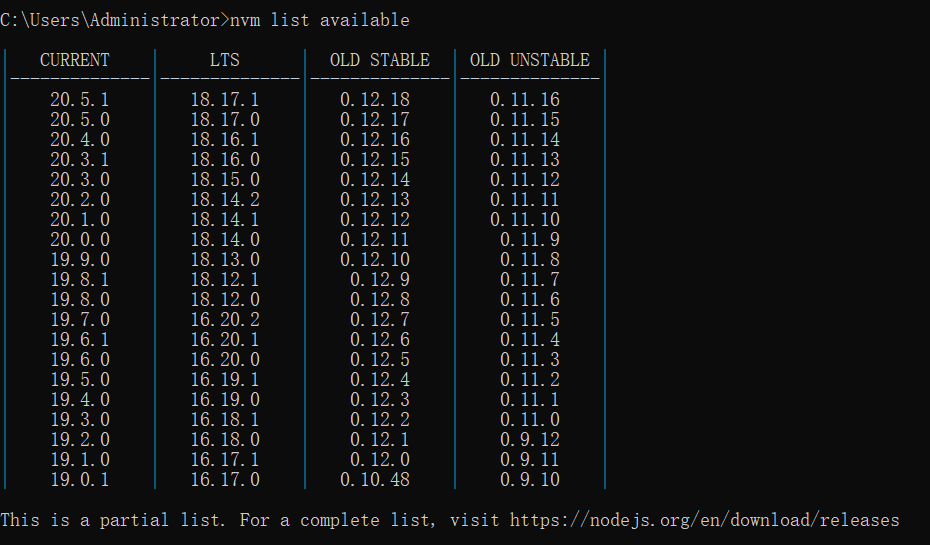 C:\Users\Administrator>nvm list available
|   CURRENT    |     LTS      |  OLD STABLE  | OLD UNSTABLE |
|--------------|--------------|--------------|--------------|
|    20.5.1    |   18.17.1    |   0.12.18    |   0.11.16    |
|    20.5.0    |   18.17.0    |   0.12.17    |   0.11.15    |
|    20.4.0    |   18.16.1    |   0.12.16    |   0.11.14    |
|    20.3.1    |   18.16.0    |   0.12.15    |   0.11.13    |
|    20.3.0    |   18.15.0    |   0.12.14    |   0.11.12    |
|    20.2.0    |   18.14.2    |   0.12.13    |   0.11.11    |
|    20.1.0    |   18.14.1    |   0.12.12    |   0.11.10    |
|    20.0.0    |   18.14.0    |   0.12.11    |    0.11.9    |
|    19.9.0    |   18.13.0    |   0.12.10    |    0.11.8    |
|    19.8.1    |   18.12.1    |    0.12.9    |    0.11.7    |
|    19.8.0    |   18.12.0    |    0.12.8    |    0.11.6    |
|    19.7.0    |   16.20.2    |    0.12.7    |    0.11.5    |
|    19.6.1    |   16.20.1    |    0.12.6    |    0.11.4    |
|    19.6.0    |   16.20.0    |    0.12.5    |    0.11.3    |
|    19.5.0    |   16.19.1    |    0.12.4    |    0.11.2    |
|    19.4.0    |   16.19.0    |    0.12.3    |    0.11.1    |
|    19.3.0    |   16.18.1    |    0.12.2    |    0.11.0    |
|    19.2.0    |   16.18.0    |    0.12.1    |    0.9.12    |
|    19.1.0    |   16.17.1    |    0.12.0    |    0.9.11    |
|    19.0.1    |   16.17.0    |   0.10.48    |    0.9.10    |
This is a partial list. For a complete list, visit https://nodejs.org/en/download/releases